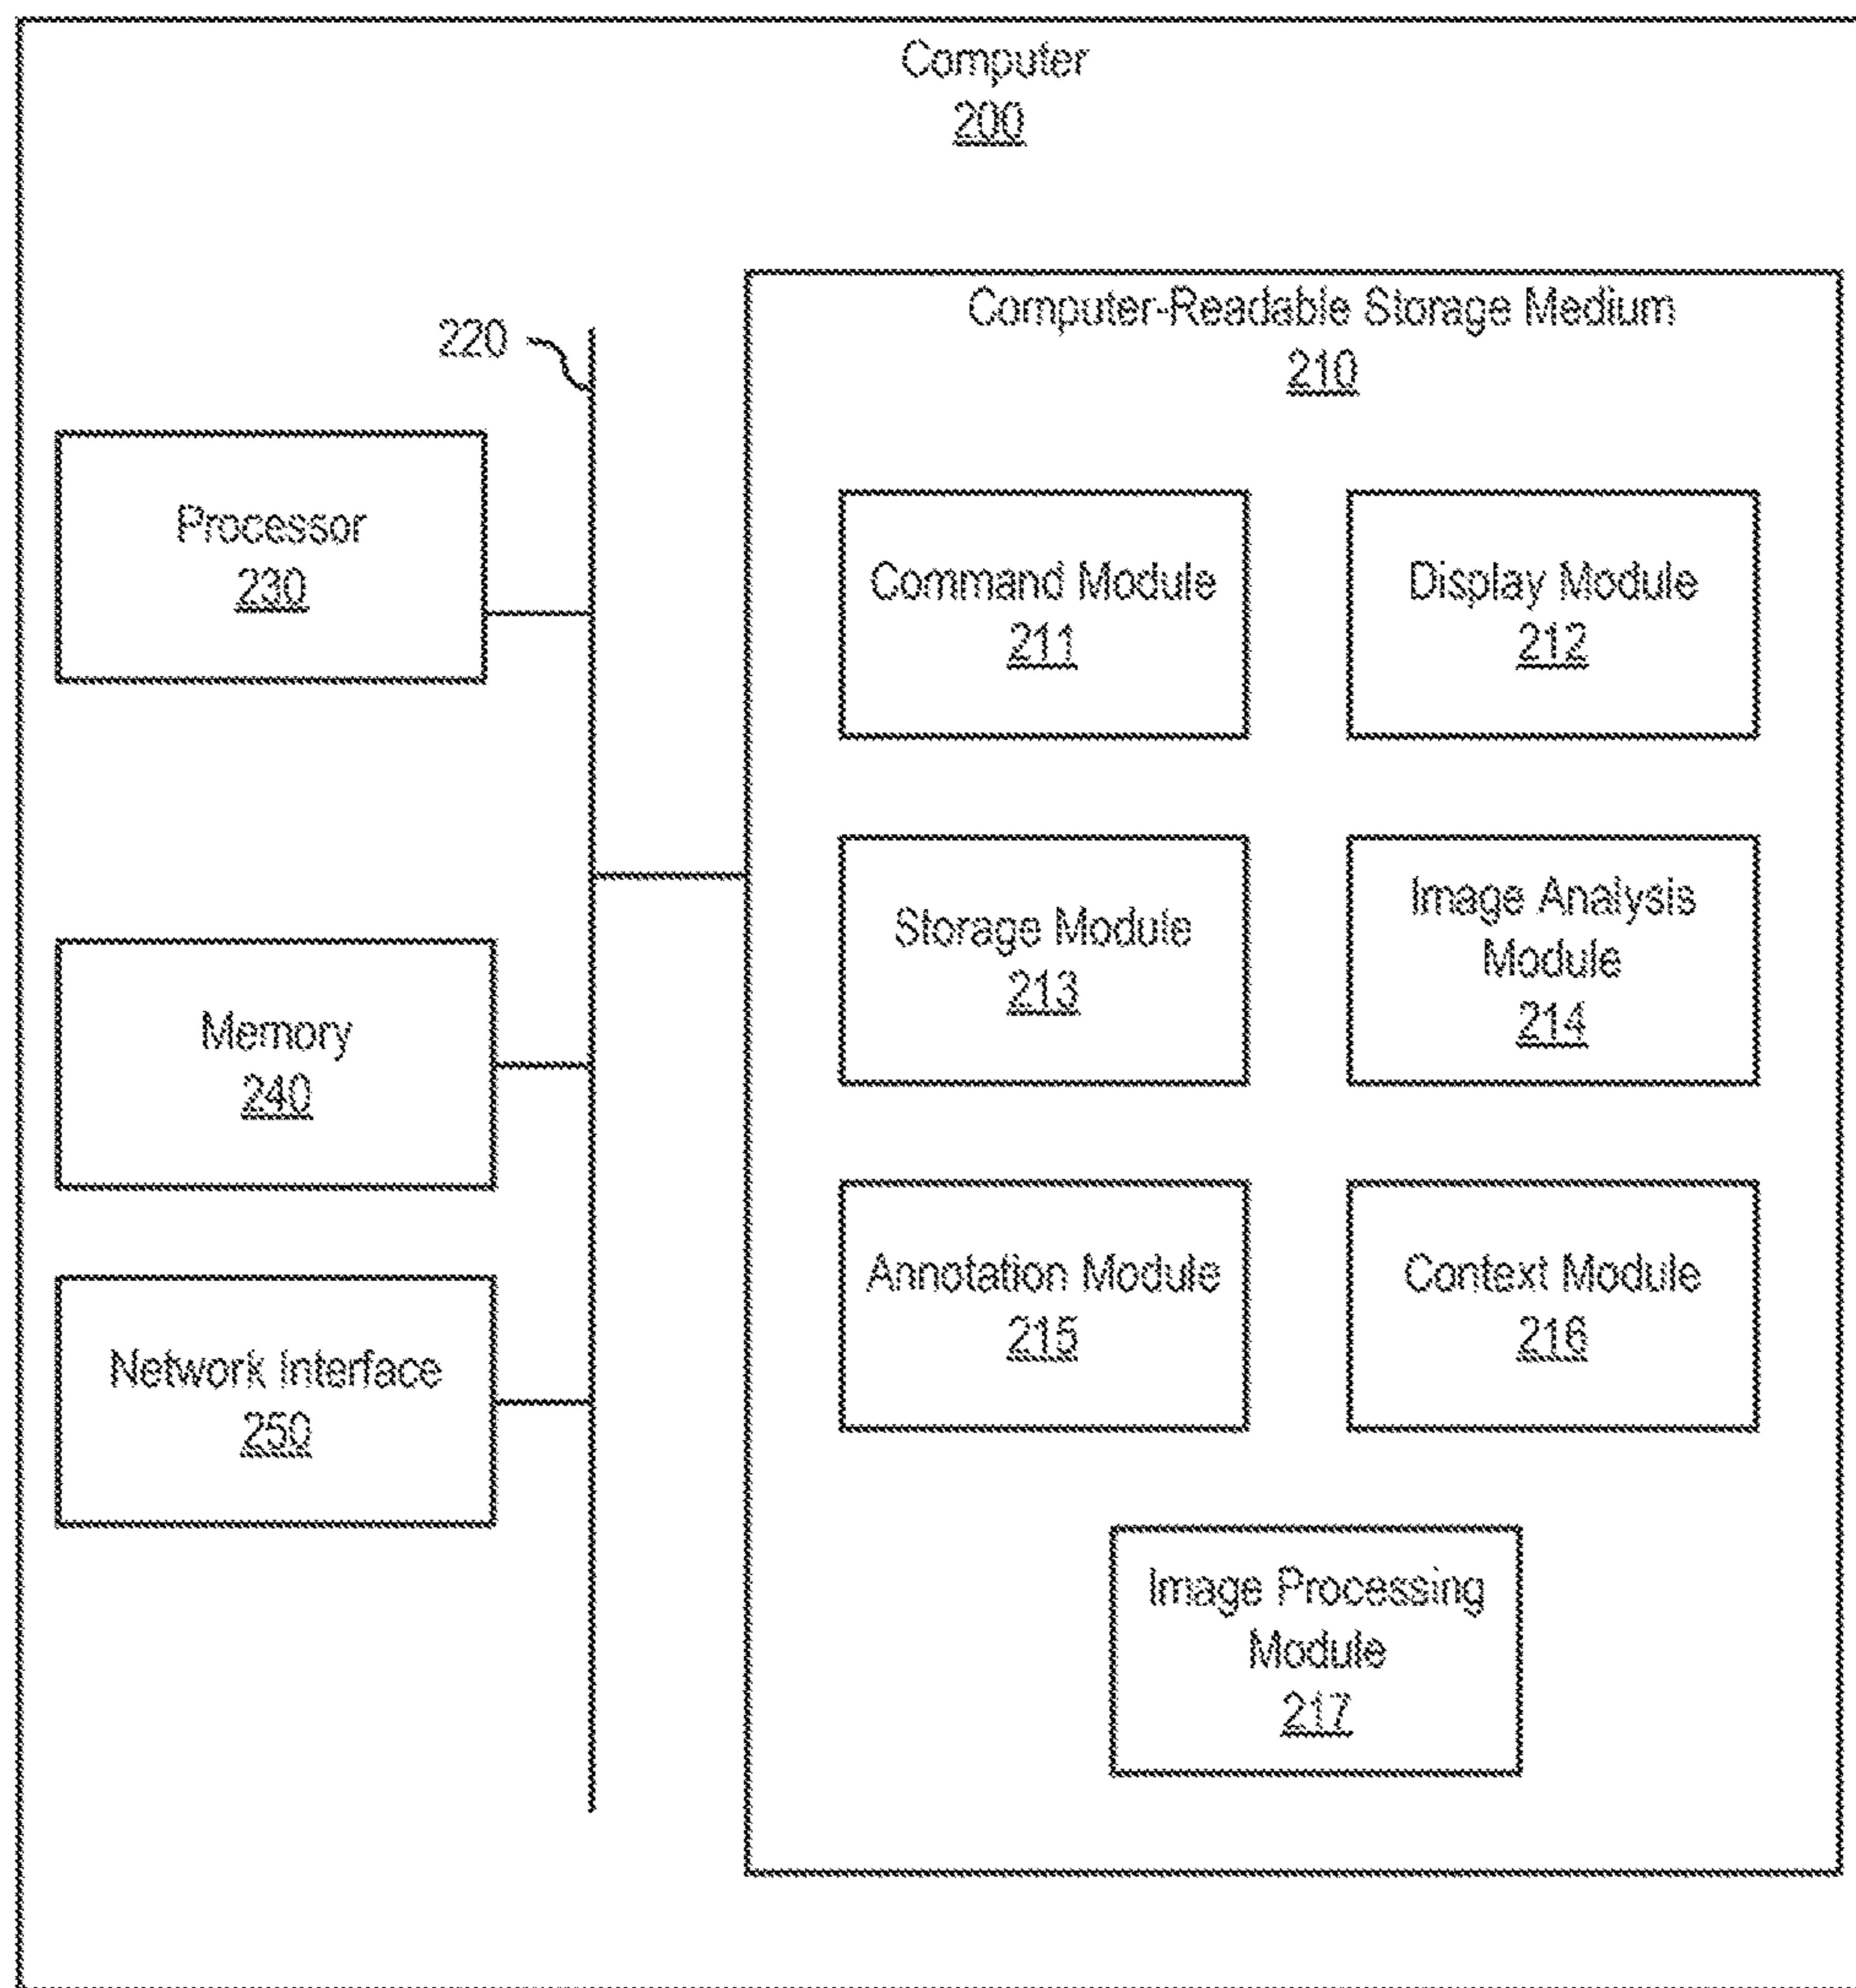 Computer
200
220
Processor
230
Memory
240
Network Interface
250
Computer-Readable Storage Medium
210
Command Module
211
Display Module
212
Storage Module
213
Image Analysis
Module
214
Annotation Module
215
Context Module
216
Image Processing
Module
217